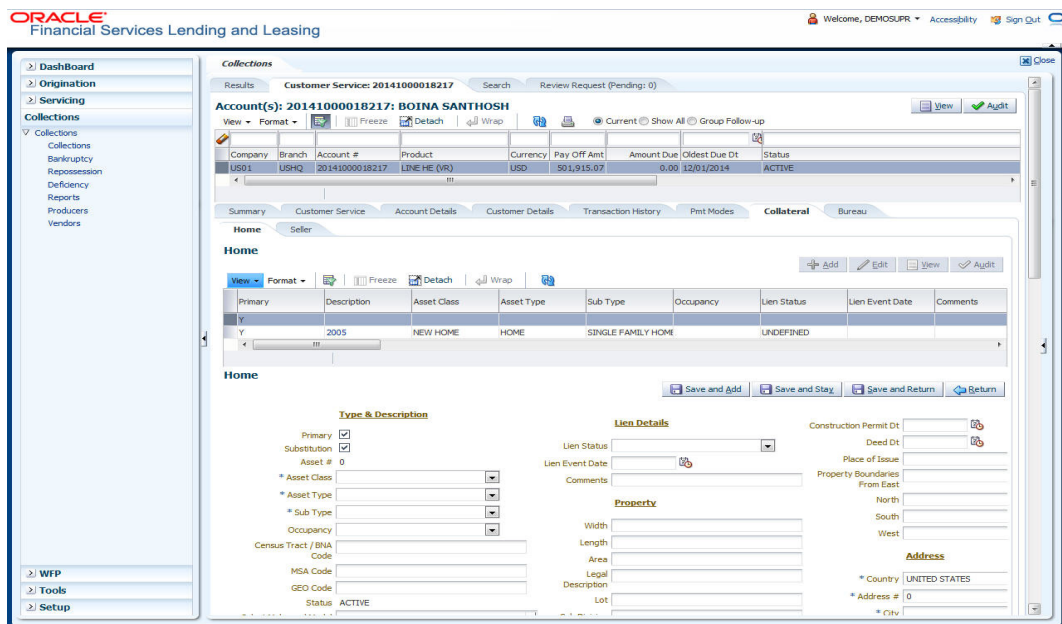 ORACLE
Financial Services Lending and Leasing
Welcome, DEMOSUPR Accessibility Sign Out
Close
DashBoard
Origination
Servicing
Collections
Collections
Collections
Bankruptcy
Repossession
Deficiency
Reports
Producers
Vendors
WFP
Tools
Setup
Collections
Results Customer Service: 20141000018217 Search Review Request (Pending: 0)
Account(s): 20141000018217: BOINA SANTHOSH
View Audit
View Format Freeze Detach Wrap Current Show All Group Follow-up
Company Branch Account # Product Currency Pay Off Amt Amount Due Oldest Due Dt Status
US01 USHQ 20141000018217 LINE HE (VR) USD 501,915.07 0.00 12/01/2014 ACTIVE
Summary Customer Service Account Details Customer Details Transaction History Pmt Modes Collateral Bureau
Home Seller
Home
Add Edit View Audit
View Format Freeze Detach Wrap
Primary Description Asset Class Asset Type Sub Type Occupancy Lien Status Lien Event Date Comments
Y
Y 2005 NEW HOME HOME SINGLE FAMILY HOME UNDEFINED
Home
Save and Add Save and Stay Save and Return Return
Type & Description
Primary
Substitution
Asset # 0
* Asset Class
* Asset Type
* Sub Type
Occupancy
Census Tract / BNA
Code
MSA Code
GEO Code
Status ACTIVE
Lien Details
Lien Status
Lien Event Date
Comments
Property
Width
Length
Area
Legal
Description
Lot
Construction Permit Dt
Deed Dt
Place of Issue
Property Boundaries
From East
North
South
West
Address
* Country UNITED STATES
* Address # 0
* City